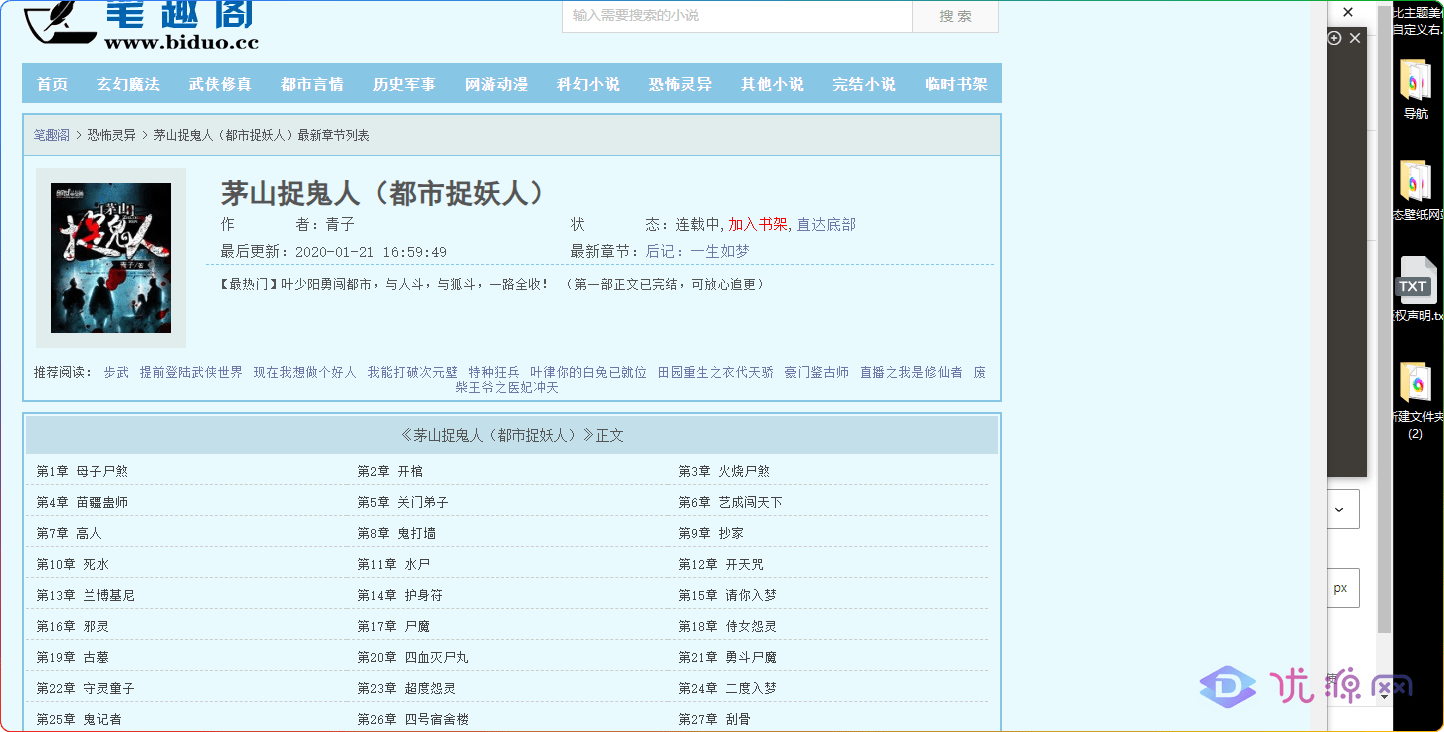 笔趣阁
www.biduo.cc
输入需要搜索的小说
搜 索
首页 玄幻魔法 武侠修真 都市言情 历史军事 网游动漫 科幻小说 恐怖灵异 其他小说 完结小说 临时书架
笔趣阁 > 恐怖灵异 > 茅山捉鬼人（都市捉妖人）最新章节列表
茅山捉鬼人（都市捉妖人）
作 者：青子
状 态：连载中,加入书架,直达底部
最后更新：2020-01-21 16:59:49
最新章节：后记：一生如梦
【最热门】叶少阳勇闯都市，与人斗，与狐斗，一路全收！ （第一部正文已完结，可放心追更）
[茅山]
捉鬼人
青子/著
推荐阅读： 步武 提前登陆武侠世界 现在我想做个好人 我能打破次元壁 特种狂兵 叶律你的白兔已就位 田园重生之衣代天骄 豪门鉴古师 直播之我是修仙者 废
柴王爷之医妃冲天
《茅山捉鬼人（都市捉妖人）》正文
第1章 母子尸煞 第2章 开棺 第3章 火烧尸煞
第4章 苗疆蛊师 第5章 关门弟子 第6章 艺成闯天下
第7章 高人 第8章 鬼打墙 第9章 抄家
第10章 死水 第11章 水尸 第12章 开天咒
第13章 兰博基尼 第14章 护身符 第15章 请你入梦
第16章 邪灵 第17章 尸魔 第18章 侍女怨灵
第19章 古墓 第20章 四血灭尸丸 第21章 勇斗尸魔
第22章 守灵童子 第23章 超度怨灵 第24章 二度入梦
第25章 鬼记者 第26章 四号宿舍楼 第27章 刮骨
px
比主题美化
自定义右.
导航
态壁纸网站
TXT
权声明.tx
新建文件夹
(2)
D 优源网